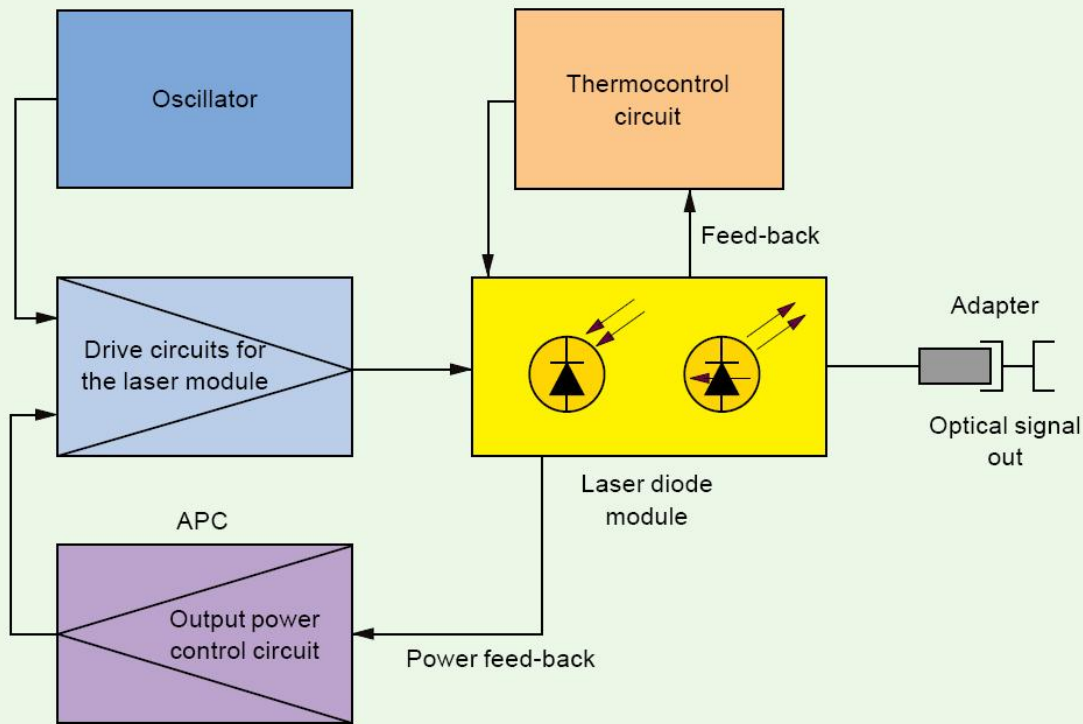 Oscillator
Thermocontrol
circuit
Feed-back
Drive circuits for
the laser module
Adapter
Optical signal
out
Laser diode
module
APC
Output power
control circuit
Power feed-back